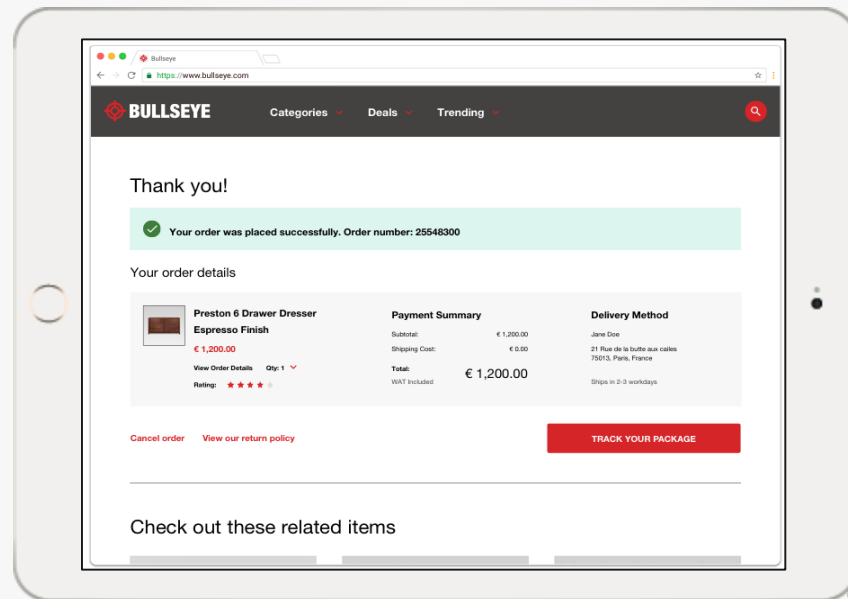 Bullseye
https://www.bullseye.com
BULLSEYE
Categories
Deals
Trending
Thank you!
Your order was placed successfully. Order number: 25548300
Your order details
Preston 6 Drawer Dresser
Espresso Finish
€ 1,200.00
View Order Details Qty: 1
Rating:
Payment Summary
Subtotal: € 1,200.00
Shipping Cost: € 0.00
Total: € 1,200.00
WAT Included
Delivery Method
Jane Doe
21 Rue de la butte aux cailes
75013, Paris, France
Ships in 2-3 workdays
Cancel order
View our return policy
TRACK YOUR PACKAGE
Check out these related items